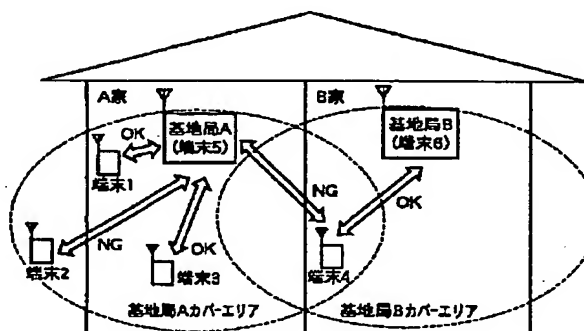 A家
B家
基地局A
(端末5)
基地局B
(端末6)
OK
端末1
NG
OK
NG
OK
端末2
端末3
端末4
基地局Aカバーエリア
基地局Bカバーエリア